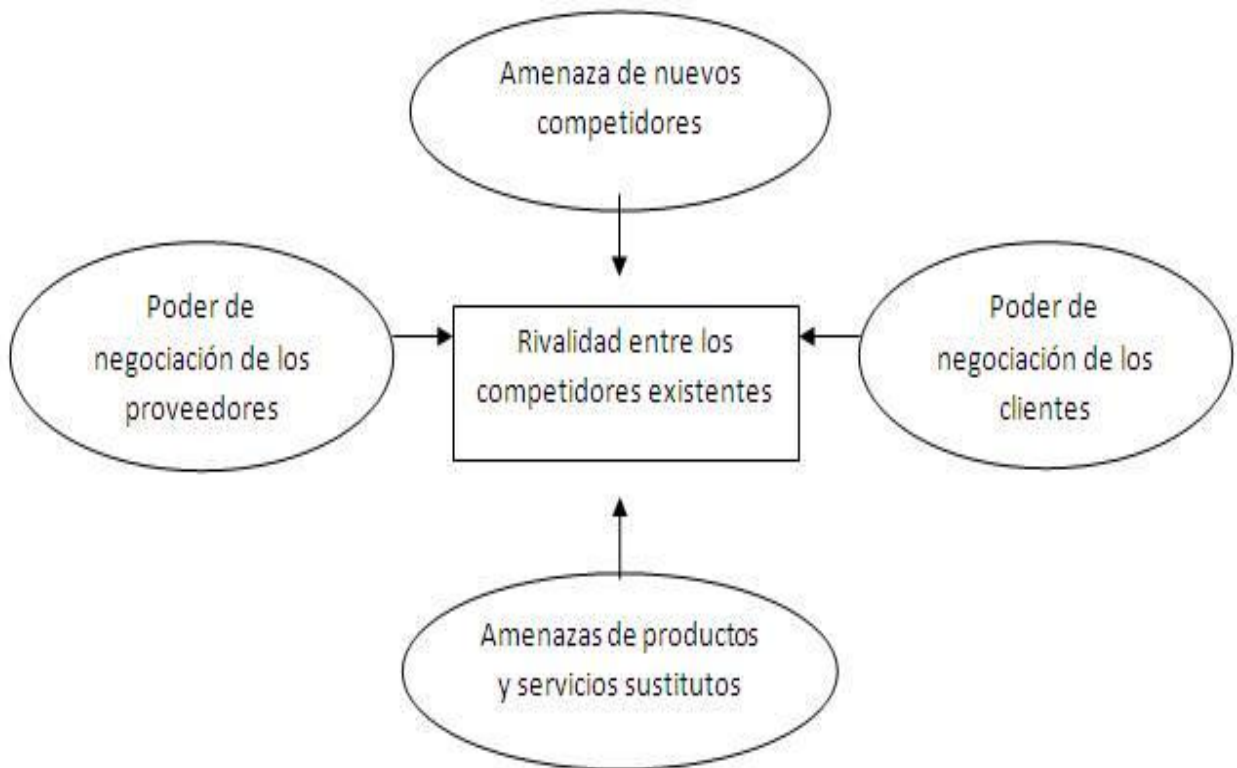 Amenaza de nuevos
competidores
Poder de
negociación de los
proveedores
Rivalidad entre los
competidores existentes
Poder de
negociación de los
clientes
Amenazas de productos
y servicios sustitutos